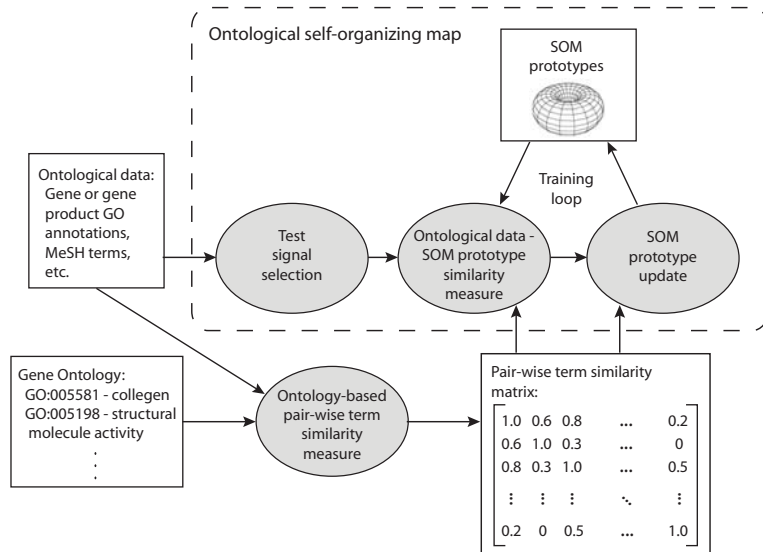 Ontological self-organizing map
SOM
prototypes
Ontological data:
Gene or gene
product GO
annotations,
MeSH terms,
etc.
Training
loop
Test
signal
selection
Ontological data -
SOM prototype
similarity
measure
SOM
prototype
update
Gene Ontology:
GO:005581 - collegen
GO:005198 - structural
molecule activity
.
.
.
Ontology-based
pair-wise term
similarity
measure
Pair-wise term similarity
matrix:
1.0 0.6 0.8 ... 0.2
0.6 1.0 0.3 ... 0
0.8 0.3 1.0 ... 0.5
⋮ ⋮ ⋮ ⋱ ⋮
0.2 0 0.5 ... 1.0